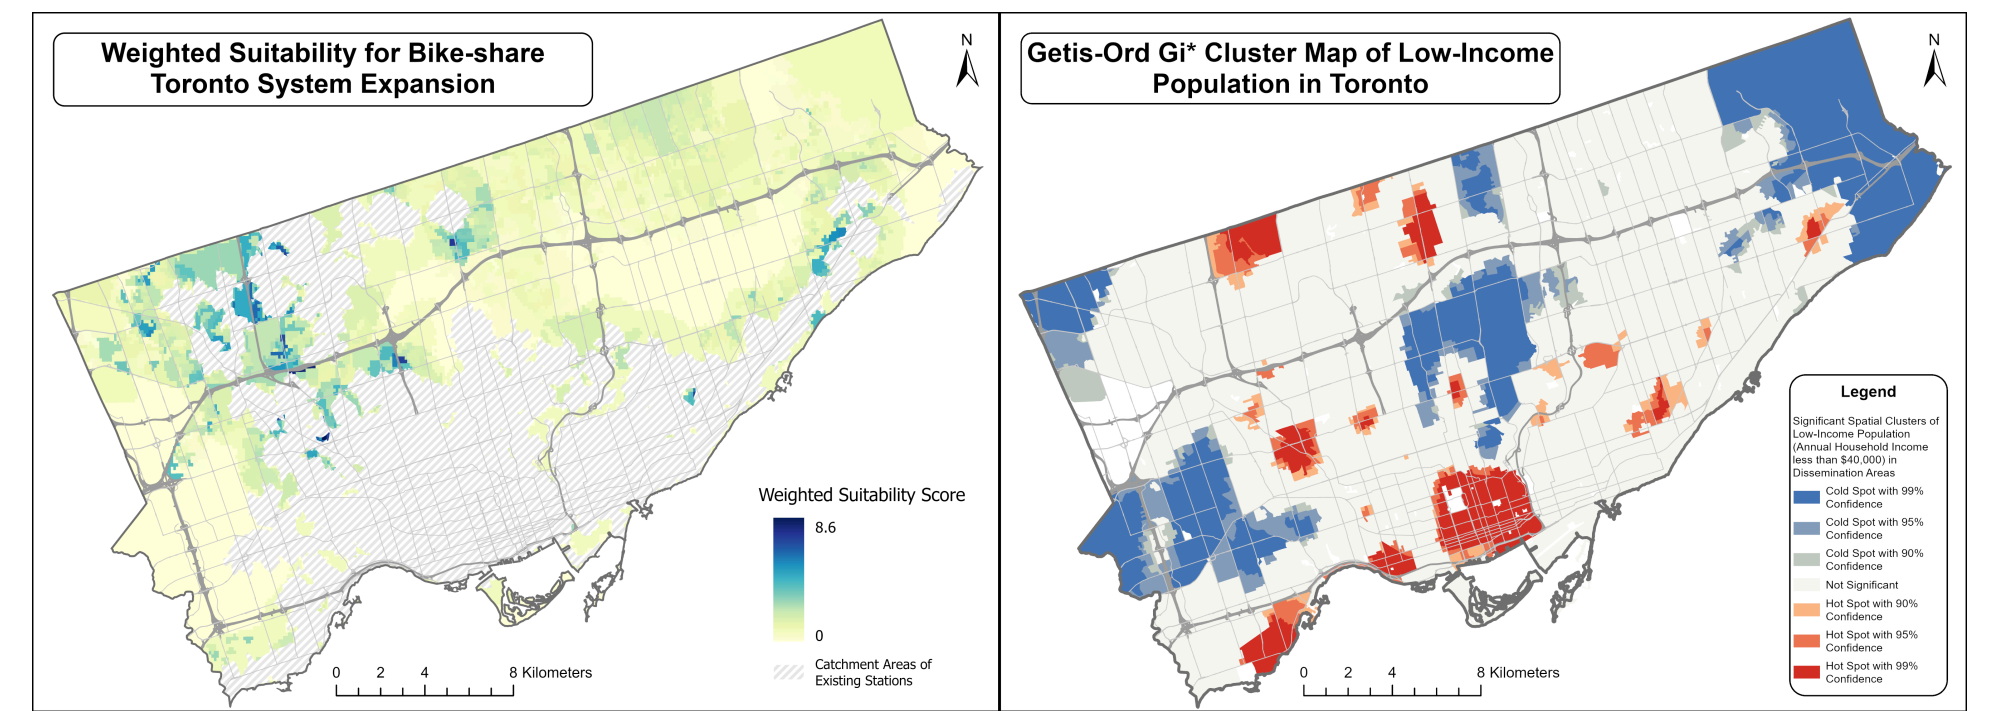 Weighted Suitability for Bike-share
Toronto System Expansion
N
Weighted Suitability Score
8.6
0
Catchment Areas of
Existing Stations
0 2 4 8 Kilometers
Getis-Ord Gi* Cluster Map of Low-Income
Population in Toronto
N
Legend
Significant Spatial Clusters of
Low-Income Population
(Annual Household Income
less than $40,000) in
Dissemination Areas
Cold Spot with 99%
Confidence
Cold Spot with 95%
Confidence
Cold Spot with 90%
Confidence
Not Significant
Hot Spot with 90%
Confidence
Hot Spot with 95%
Confidence
Hot Spot with 99%
Confidence
0 2 4 8 Kilometers